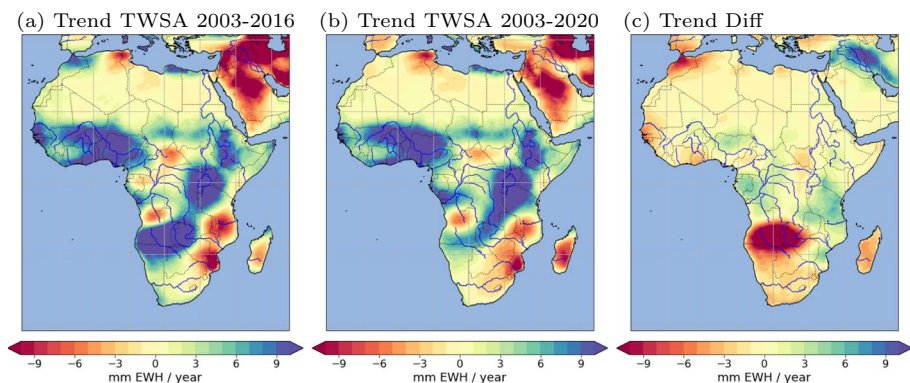 (a) Trend TWSA 2003-2016
(b) Trend TWSA 2003-2020
(c) Trend Diff
−9 −6 −3 0 3 6 9
mm EWH / year
−9 −6 −3 0 3 6 9
mm EWH / year
−9 −6 −3 0 3 6 9
mm EWH / year